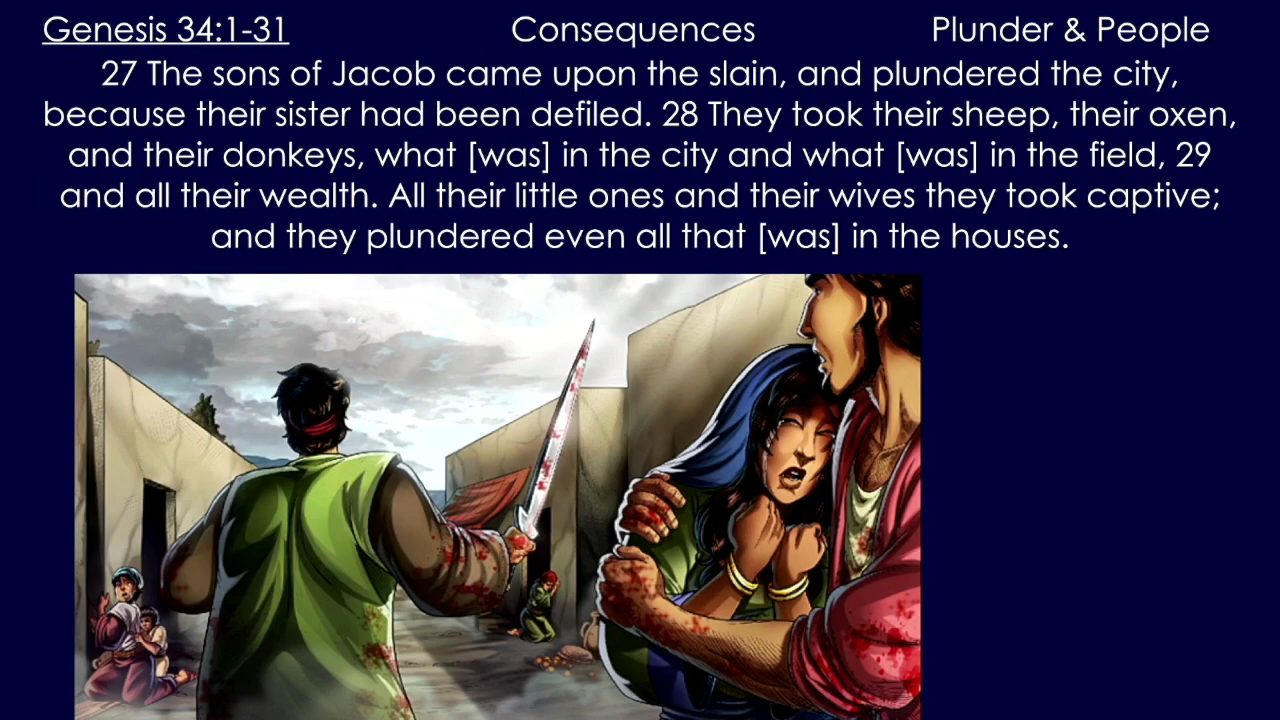 Genesis 34:1-31 Consequences Plunder & People
27 The sons of Jacob came upon the slain, and plundered the city,
because their sister had been defiled. 28 They took their sheep, their oxen,
and their donkeys, what [was] in the city and what [was] in the field, 29
and all their wealth. All their little ones and their wives they took captive;
and they plundered even all that [was] in the houses.